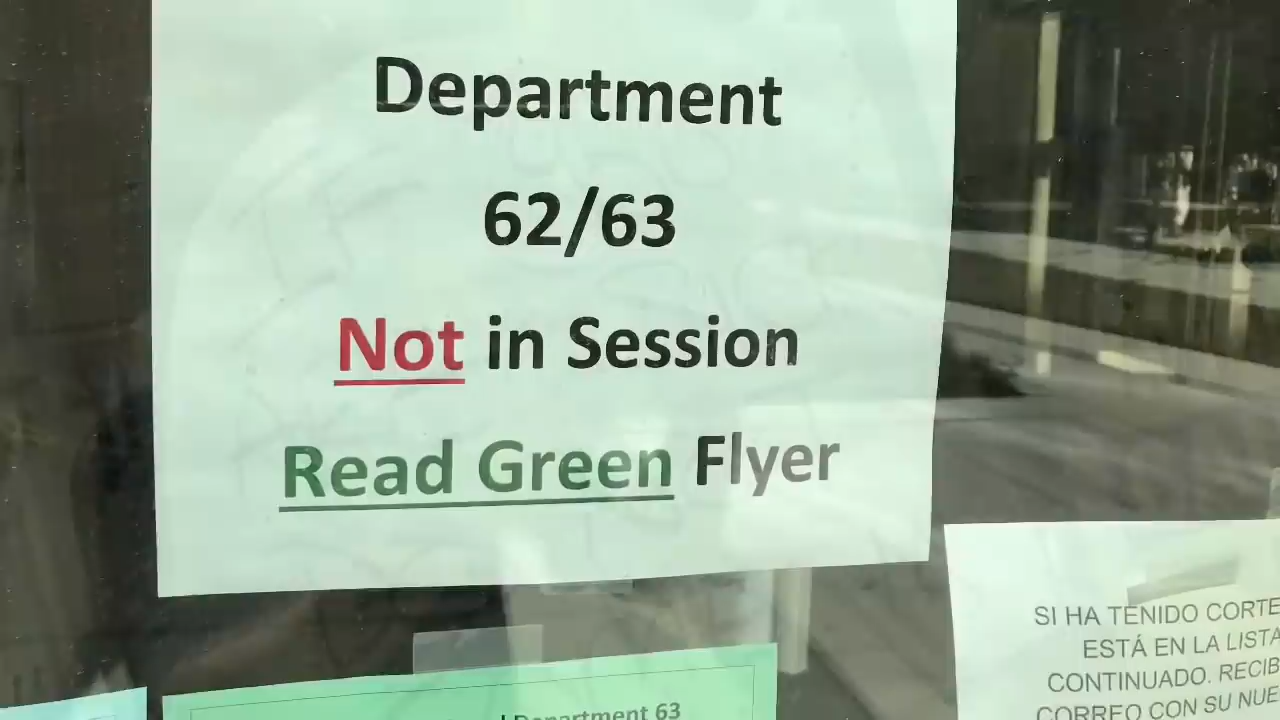 Department
62/63
Not in Session
Read Green Flyer
Department 63
SI HA TENIDO CORTE
ESTÁ EN LA LISTA
CONTINUADO. RECIB
CORREO CON SU NUE